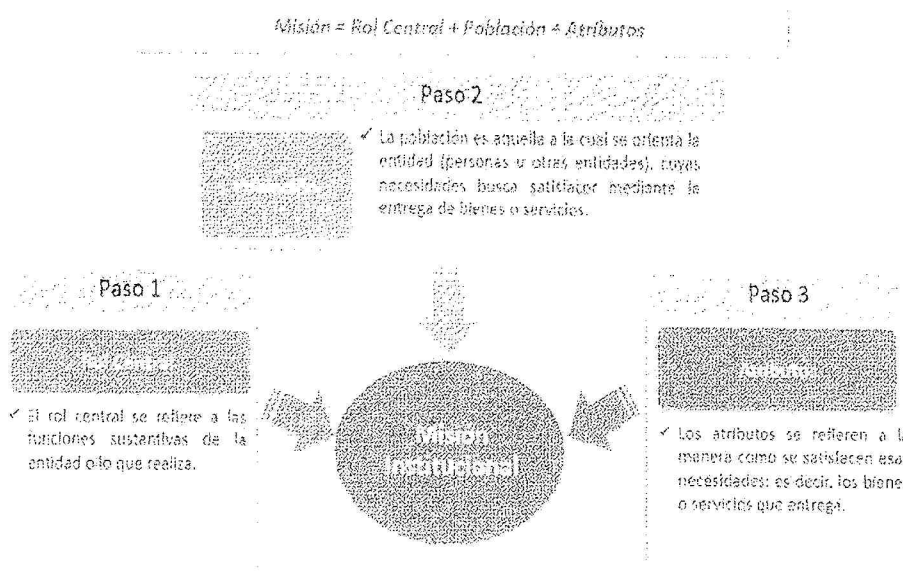 Misión = Rol Central + Población + Atributos
Paso 2
✓ La población es aquella a la cual se orienta la
entidad (personas u otras entidades), cuyas
necesidades busca satisfacer mediante la
entrega de bienes o servicios.
Paso 1
Rol Central
✓ El rol central se refiere a las
funciones sustantivas de la
entidad o lo que realiza.
Misión
Institucional
Paso 3
Atributos
✓ Los atributos se refieren a
manera como se satisfacen
necesidades; es decir, los
o servicios que entrega.